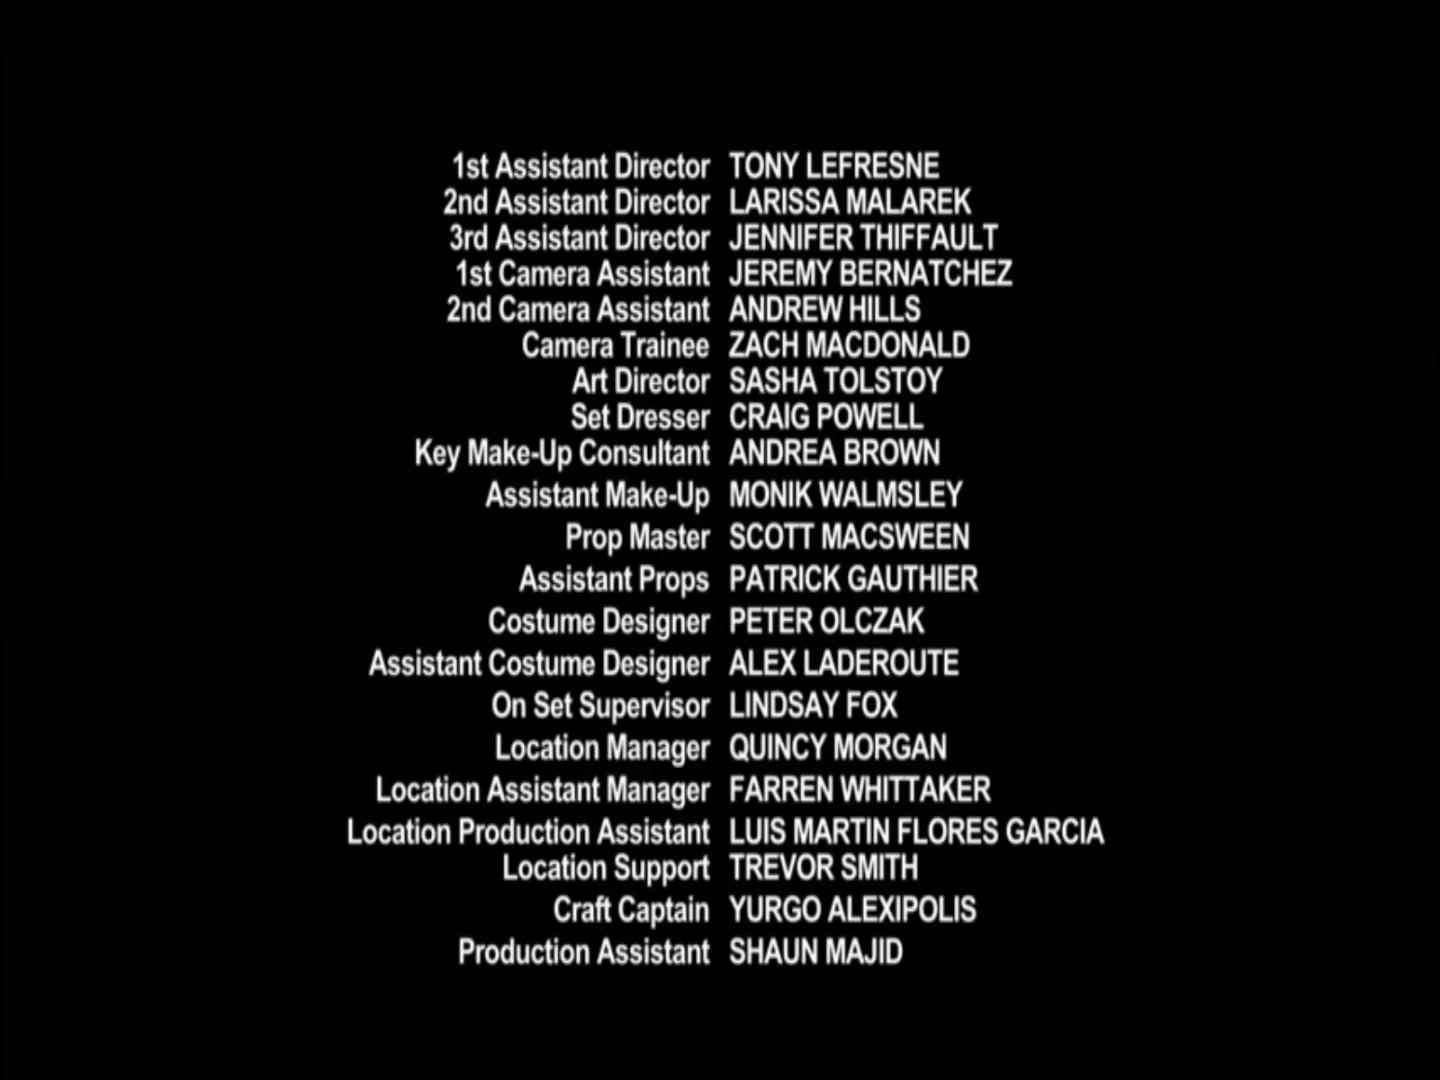 1st Assistant Director TONY LEFRESNE
2nd Assistant Director LARISSA MALAREK
3rd Assistant Director JENNIFER THIFFAULT
1st Camera Assistant JEREMY BERNATCHEZ
2nd Camera Assistant ANDREW HILLS
Camera Trainee ZACH MACDONALD
Art Director SASHA TOLSTOY
Set Dresser CRAIG POWELL
Key Make-Up Consultant ANDREA BROWN
Assistant Make-Up MONIK WALMSLEY
Prop Master SCOTT MACSWEEN
Assistant Props PATRICK GAUTHIER
Costume Designer PETER OLCZAK
Assistant Costume Designer ALEX LADEROUTE
On Set Supervisor LINDSAY FOX
Location Manager QUINCY MORGAN
Location Assistant Manager FARREN WHITTAKER
Location Production Assistant LUIS MARTIN FLORES GARCIA
Location Support TREVOR SMITH
Craft Captain YURGO ALEXIPOLIS
Production Assistant SHAUN MAJID